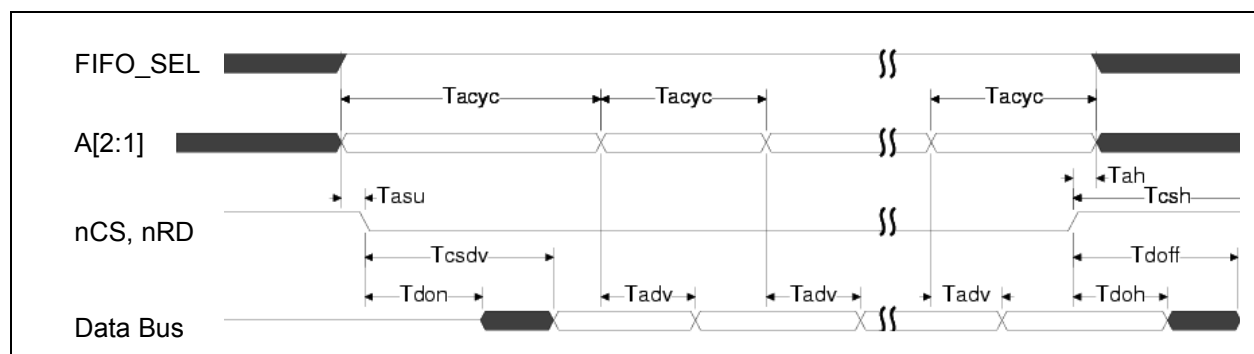 FIFO_SEL
Tacyc Tacyc Tacyc
A[2:1]
Tah
Tasu Tcsh
nCS, nRD
Tcsdv Tdoff
Tdon Tadv Tadv Tadv Tdoh
Data Bus